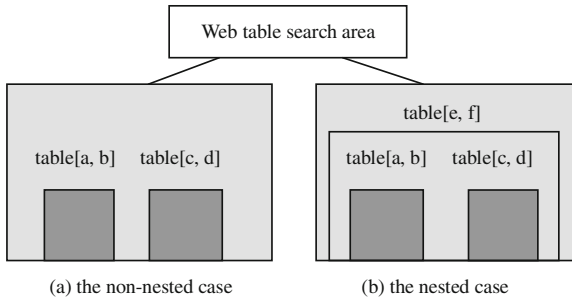 Web table search area
table[e, f]
table[a, b] table[c, d] table[a, b] table[c, d]
(a) the non-nested case (b) the nested case